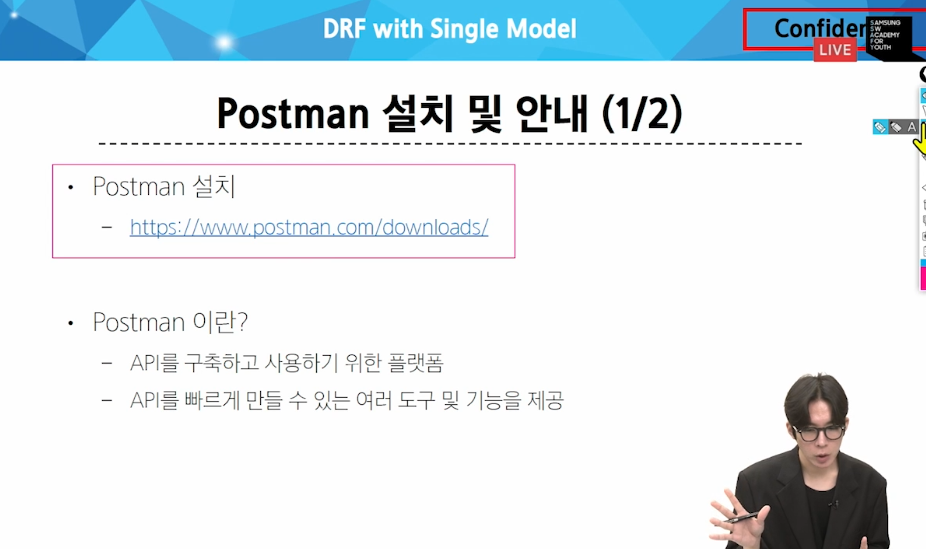 DRF with Single Model
Confiden
LIVE
SAMSUNG
SW
ACADEMY
FOR
YOUTH
Postman 설치 및 안내 (1/2)
A
• Postman 설치
– https://www.postman.com/downloads/
• Postman 이란?
– API를 구축하고 사용하기 위한 플랫폼
– API를 빠르게 만들 수 있는 여러 도구 및 기능을 제공